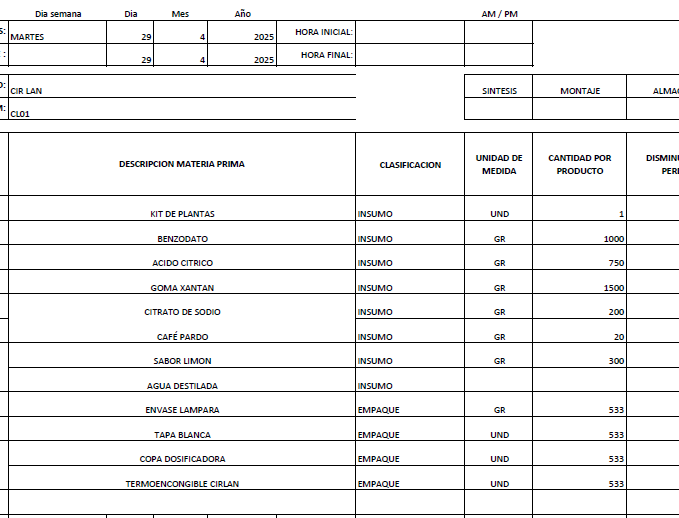 Dia semana Dia Mes Año AM / PM
S: MARTES 29 4 2025 HORA INICIAL:
: 29 4 2025 HORA FINAL:
O: CIR LAN SINTESIS MONTAJE ALMAC
M: CL01
DESCRIPCION MATERIA PRIMA CLASIFICACION UNIDAD DE MEDIDA CANTIDAD POR PRODUCTO DISMINU PERI
KIT DE PLANTAS INSUMO UND 1
BENZODATO INSUMO GR 1000
ACIDO CITRICO INSUMO GR 750
GOMA XANTAN INSUMO GR 1500
CITRATO DE SODIO INSUMO GR 200
CAFÉ PARDO INSUMO GR 20
SABOR LIMON INSUMO GR 300
AGUA DESTILADA INSUMO
ENVASE LAMPARA EMPAQUE GR 533
TAPA BLANCA EMPAQUE UND 533
COPA DOSIFICADORA EMPAQUE UND 533
TERMOENCONGIBLE CIRLAN EMPAQUE UND 533